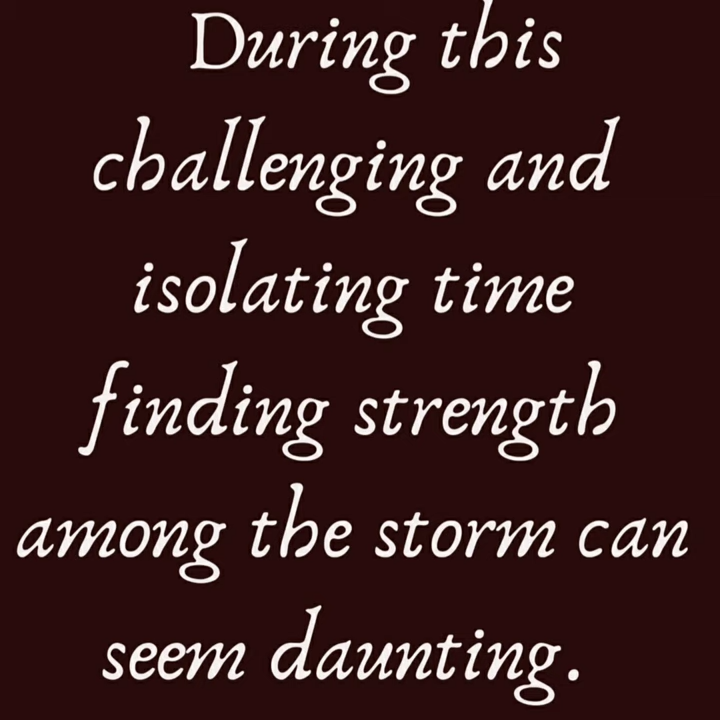 During this
challenging and
isolating time
finding strength
among the storm can
seem daunting.